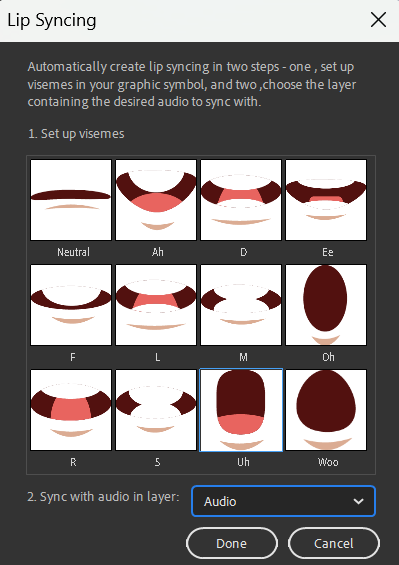 Lip Syncing
Automatically create lip syncing in two steps - one , set up
visemes in your graphic symbol, and two ,choose the layer
containing the desired audio to sync with.
1. Set up visemes
Neutral Ah D Ee
F L M Oh
R S Uh Woo
2. Sync with audio in layer: Audio
Done Cancel